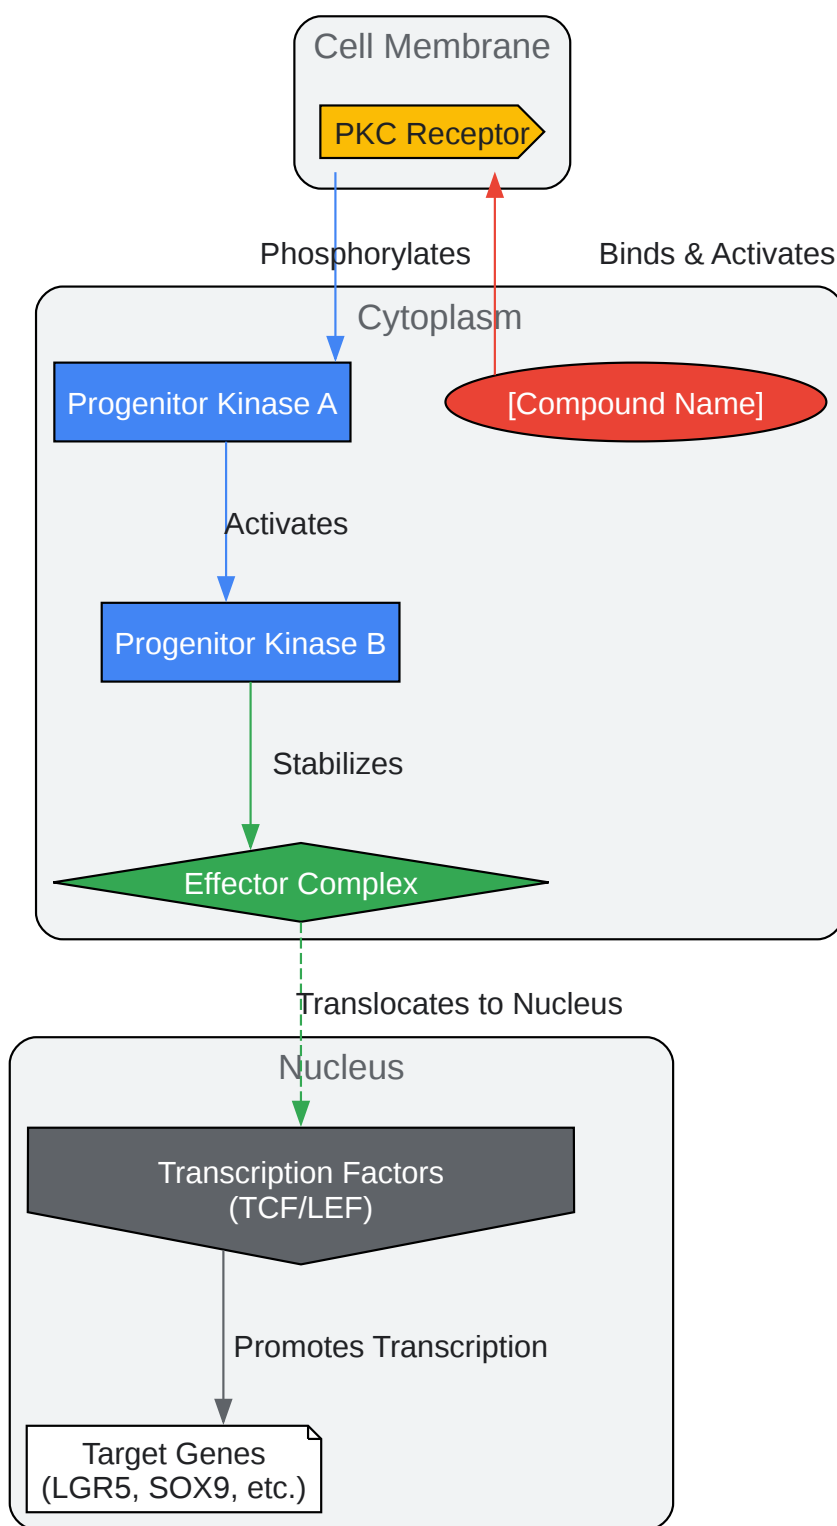 Cell Membrane
PKC Receptor
Phosphorylates
Binds & Activates
Cytoplasm
Progenitor Kinase A
[Compound Name]
Activates
Progenitor Kinase B
Stabilizes
Effector Complex
Translocates to Nucleus
Nucleus
Transcription Factors
(TCF/LEF)
Promotes Transcription
Target Genes
(LGR5, SOX9, etc.)